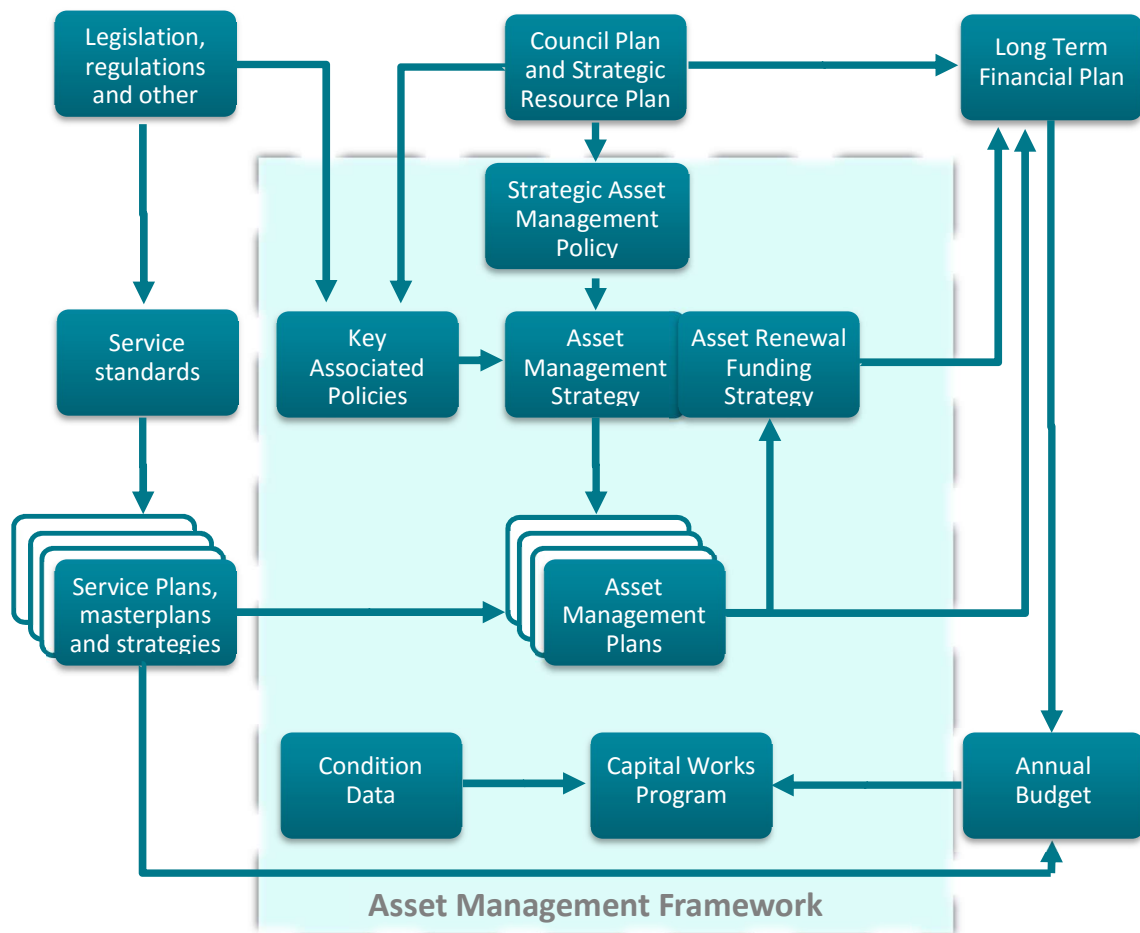 Legislation,
regulations
and other
Council Plan
and Strategic
Resource Plan
Long Term
Financial Plan
Strategic Asset
Management
Policy
Service
standards
Key
Associated
Policies
Asset
Management
Strategy
Asset Renewal
Funding
Strategy
Service Plans,
masterplans
and strategies
Asset
Management
Plans
Condition
Data
Capital Works
Program
Annual
Budget
Asset Management Framework